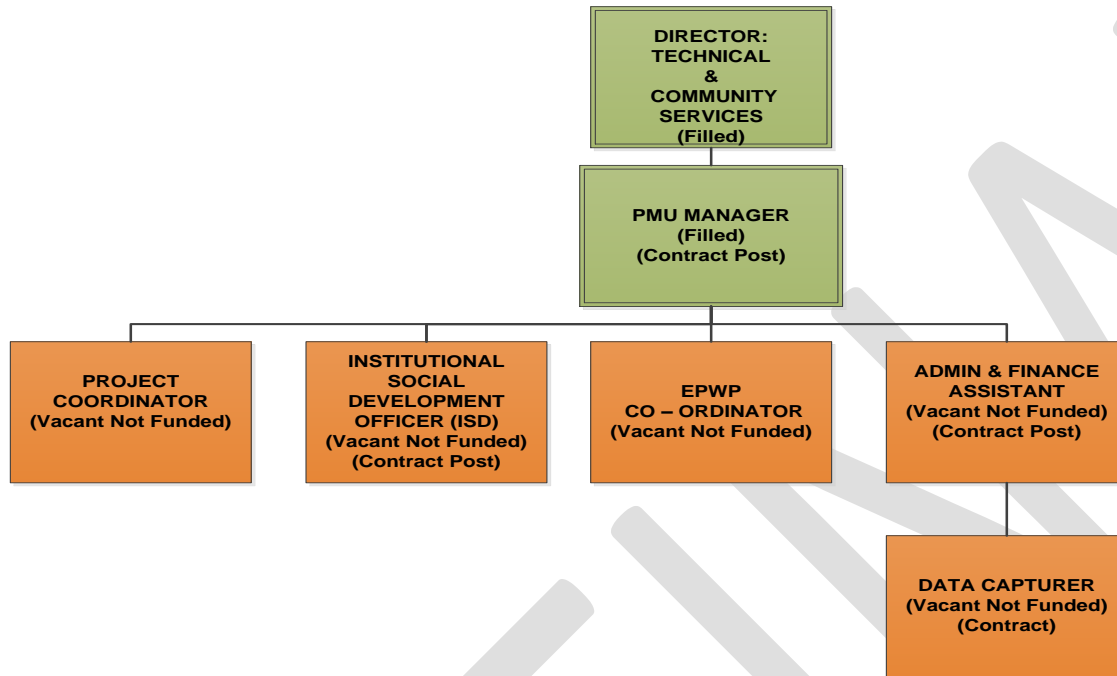 DIRECTOR:
TECHNICAL
&
COMMUNITY
SERVICES
(Filled)
PMU MANAGER
(Filled)
(Contract Post)
PROJECT
COORDINATOR
(Vacant Not Funded)
INSTITUTIONAL
SOCIAL
DEVELOPMENT
OFFICER (ISD)
(Vacant Not Funded)
(Contract Post)
EPWP
CO – ORDINATOR
(Vacant Not Funded)
ADMIN & FINANCE
ASSISTANT
(Vacant Not Funded)
(Contract Post)
DATA CAPTURER
(Vacant Not Funded)
(Contract)